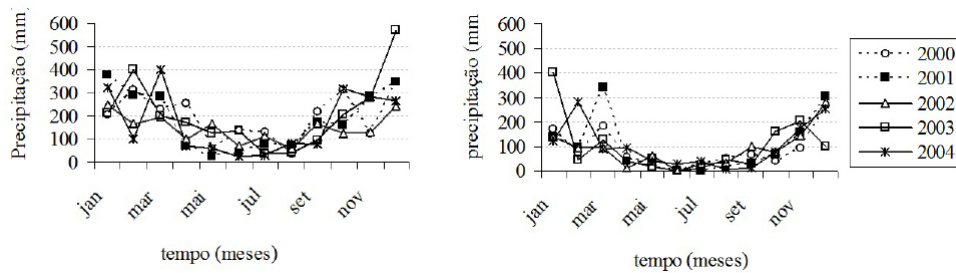 Precipitação (mm
600
500
400
300
200
100
0
jan
mar
mai
jul
set
nov
tempo (meses)
precipitação (mm
600
500
400
300
200
100
0
jan
mar
mai
jul
set
nov
tempo (meses)
2000
2001
2002
2003
2004